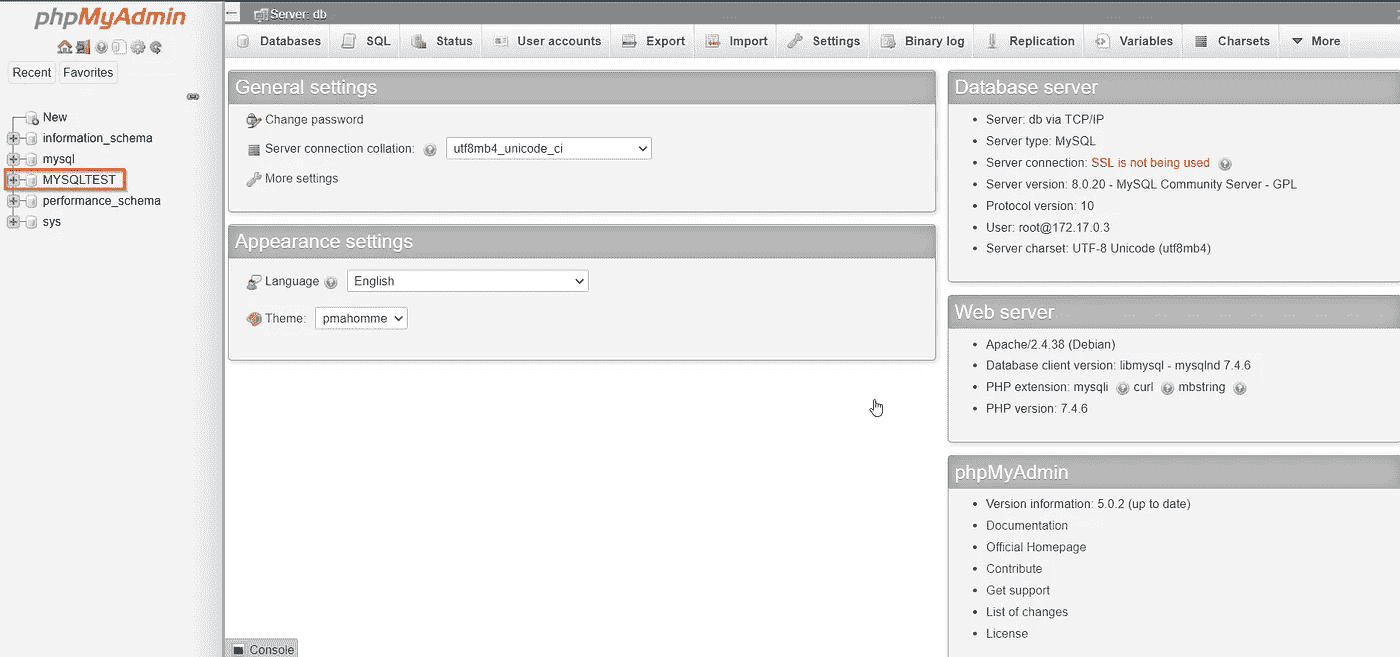 phpMyAdmin
Recent Favorites
New
information_schema
mysql
MYSQLTEST
performance_schema
sys
Server: db
Databases SQL Status User accounts Export Import Settings Binary log Replication Variables Charsets More
General settings
Change password
Server connection collation: utf8mb4_unicode_ci
More settings
Appearance settings
Language English
Theme: pmahomme
Database server
Server: db via TCP/IP
Server type: MySQL
Server connection: SSL is not being used
Server version: 8.0.20 - MySQL Community Server - GPL
Protocol version: 10
User: root@172.17.0.3
Server charset: UTF-8 Unicode (utf8mb4)
Web server
Apache/2.4.38 (Debian)
Database client version: libmysql - mysqlnd 7.4.6
PHP extension: mysqli curl mbstring
PHP version: 7.4.6
phpMyAdmin
Version information: 5.0.2 (up to date)
Documentation
Official Homepage
Contribute
Get support
List of changes
License
Console